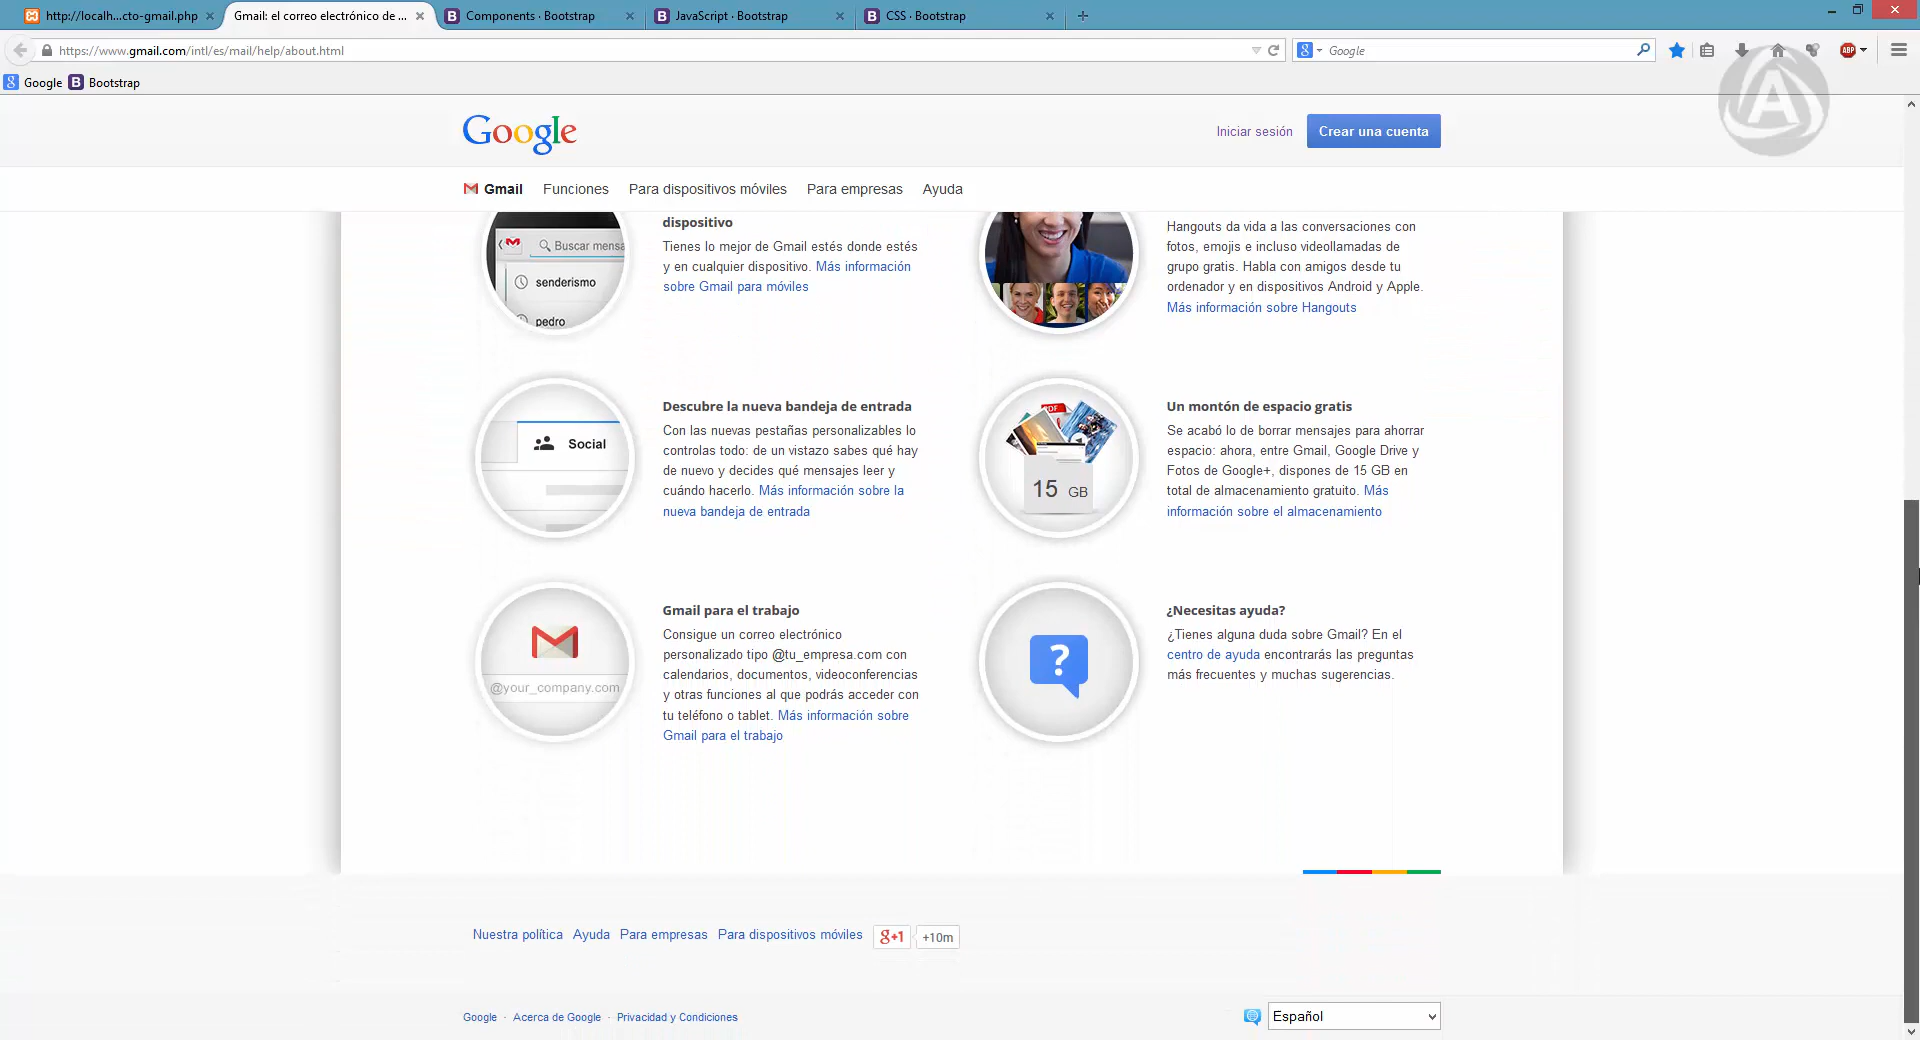 http://localh...cto-gmail.php
Gmail: el correo electrónico de ...
Components · Bootstrap
JavaScript · Bootstrap
CSS · Bootstrap
https://www.gmail.com/intl/es/mail/help/about.html
Google
ABP
Google
Bootstrap
Google
Iniciar sesión
Crear una cuenta
Gmail
Funciones
Para dispositivos móviles
Para empresas
Ayuda
Buscar mensa
senderismo
pedro
dispositivo
Tienes lo mejor de Gmail estés donde estés
y en cualquier dispositivo. Más información
sobre Gmail para móviles
Hangouts da vida a las conversaciones con
fotos, emojis e incluso videollamadas de
grupo gratis. Habla con amigos desde tu
ordenador y en dispositivos Android y Apple.
Más información sobre Hangouts
Social
Descubre la nueva bandeja de entrada
Con las nuevas pestañas personalizables lo
controlas todo: de un vistazo sabes qué hay
de nuevo y decides qué mensajes leer y
cuándo hacerlo. Más información sobre la
nueva bandeja de entrada
PDF
15 GB
Un montón de espacio gratis
Se acabó lo de borrar mensajes para ahorrar
espacio: ahora, entre Gmail, Google Drive y
Fotos de Google+, dispones de 15 GB en
total de almacenamiento gratuito. Más
información sobre el almacenamiento
@your_company.com
Gmail para el trabajo
Consigue un correo electrónico
personalizado tipo @tu_empresa.com con
calendarios, documentos, videoconferencias
y otras funciones al que podrás acceder con
tu teléfono o tablet. Más información sobre
Gmail para el trabajo
?
¿Necesitas ayuda?
¿Tienes alguna duda sobre Gmail? En el
centro de ayuda encontrarás las preguntas
más frecuentes y muchas sugerencias.
Nuestra política
Ayuda
Para empresas
Para dispositivos móviles
g+1
+10m
Google · Acerca de Google · Privacidad y Condiciones
Español